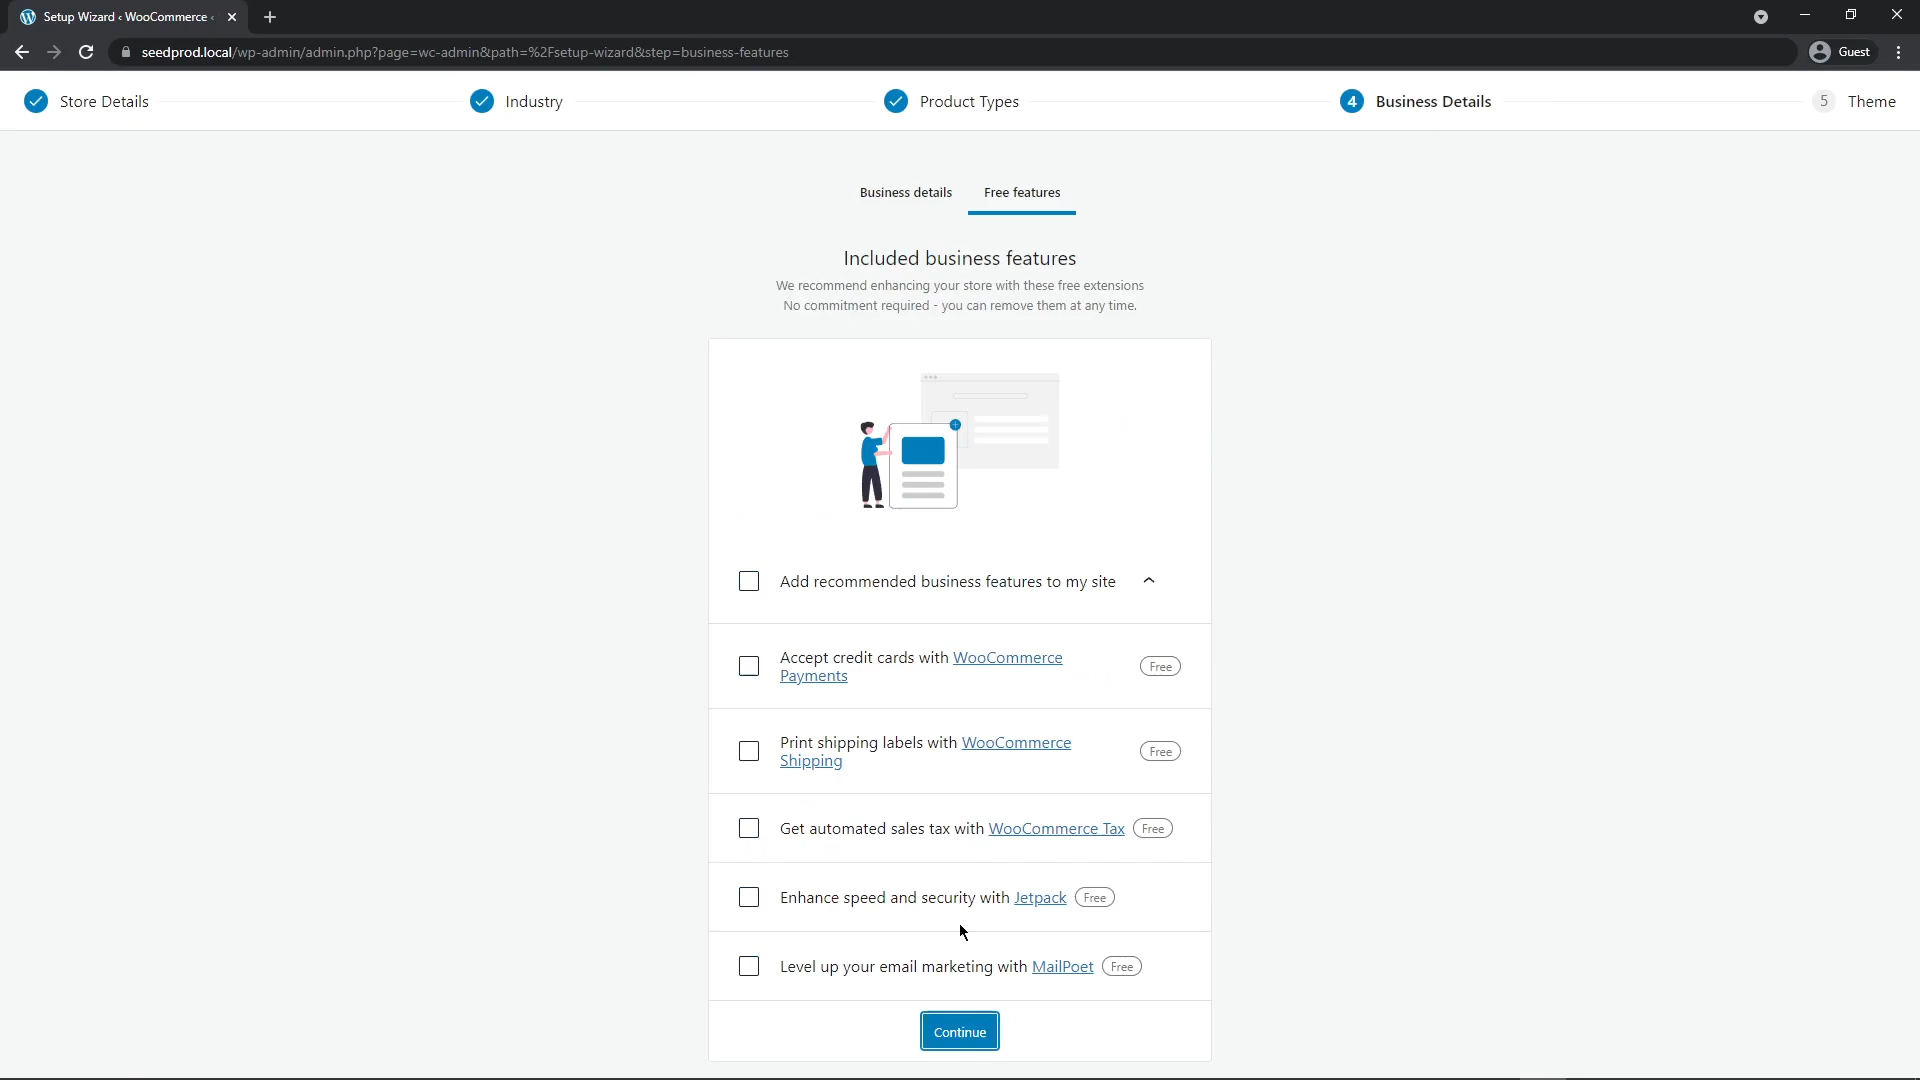 Setup Wizard ‹ WooCommerce ‹
seedprod.local/wp-admin/admin.php?page=wc-admin&path=%2Fsetup-wizard&step=business-features
Guest
Store Details
Industry
Product Types
4 Business Details
5 Theme
Business details
Free features
Included business features
We recommend enhancing your store with these free extensions
No commitment required - you can remove them at any time.
Add recommended business features to my site
Accept credit cards with WooCommerce
Payments
Free
Print shipping labels with WooCommerce
Shipping
Free
Get automated sales tax with WooCommerce Tax Free
Enhance speed and security with Jetpack Free
Level up your email marketing with MailPoet Free
Continue